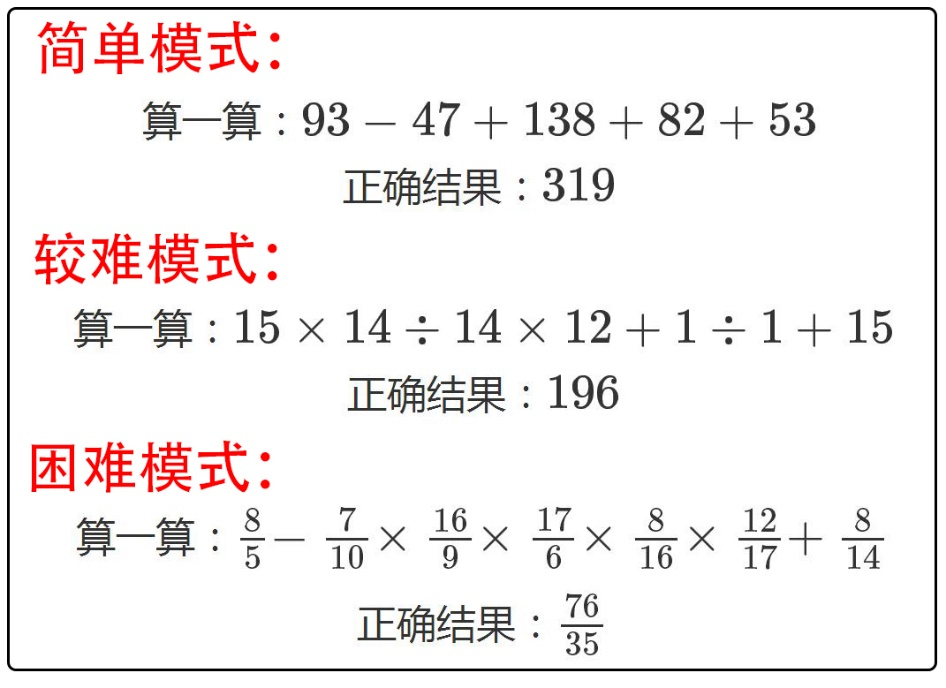 简单模式：
算一算：93 − 47 + 138 + 82 + 53
正确结果：319
较难模式：
算一算：15 × 14 ÷ 14 × 12 + 1 ÷ 1 + 15
正确结果：196
困难模式：
算一算：8/5 − 7/10 × 16/9 × 17/6 × 8/16 × 12/17 + 8/14
正确结果：76/35